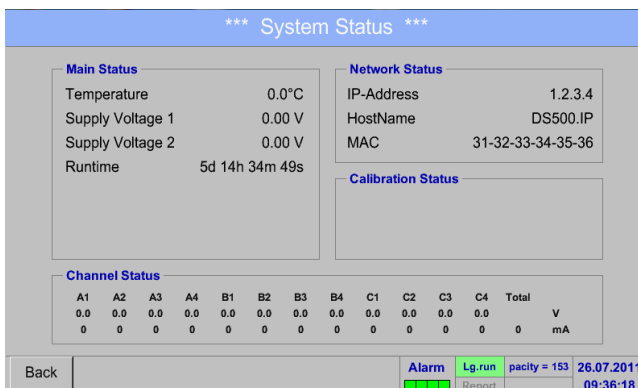 *** System Status ***
Main Status
Temperature 0.0°C
Supply Voltage 1 0.00 V
Supply Voltage 2 0.00 V
Runtime 5d 14h 34m 49s
Network Status
IP-Address 1.2.3.4
HostName DS500.IP
MAC 31-32-33-34-35-36
Calibration Status
Channel Status
A1 A2 A3 A4 B1 B2 B3 B4 C1 C2 C3 C4 Total
0.0 0.0 0.0 0.0 0.0 0.0 0.0 0.0 0.0 0.0 0.0 0.0 V
0 0 0 0 0 0 0 0 0 0 0 0 0 mA
Back
Alarm Lg.run pacity = 153 26.07.2011
Report 09:36:18